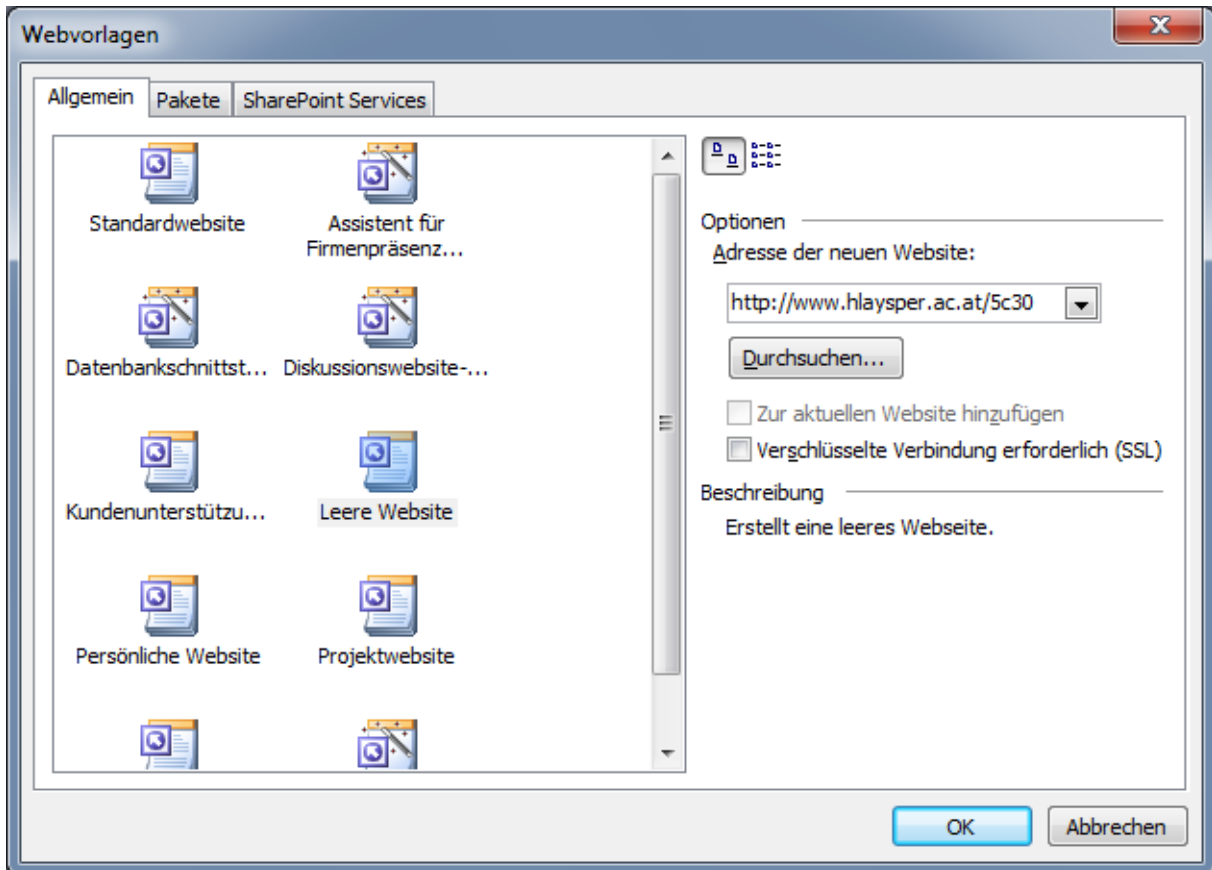 Webvorlagen
Allgemein
Pakete
SharePoint Services
Standardwebsite
Assistent für
Firmenpräsenz...
Datenbankschnittst...
Diskussionswebsite-...
Kundenunterstützu...
Leere Website
Persönliche Website
Projektwebsite
Optionen
Adresse der neuen Website:
http://www.hlaysper.ac.at/5c30
Durchsuchen...
Zur aktuellen Website hinzufügen
Verschlüsselte Verbindung erforderlich (SSL)
Beschreibung
Erstellt eine leeres Webseite.
OK
Abbrechen